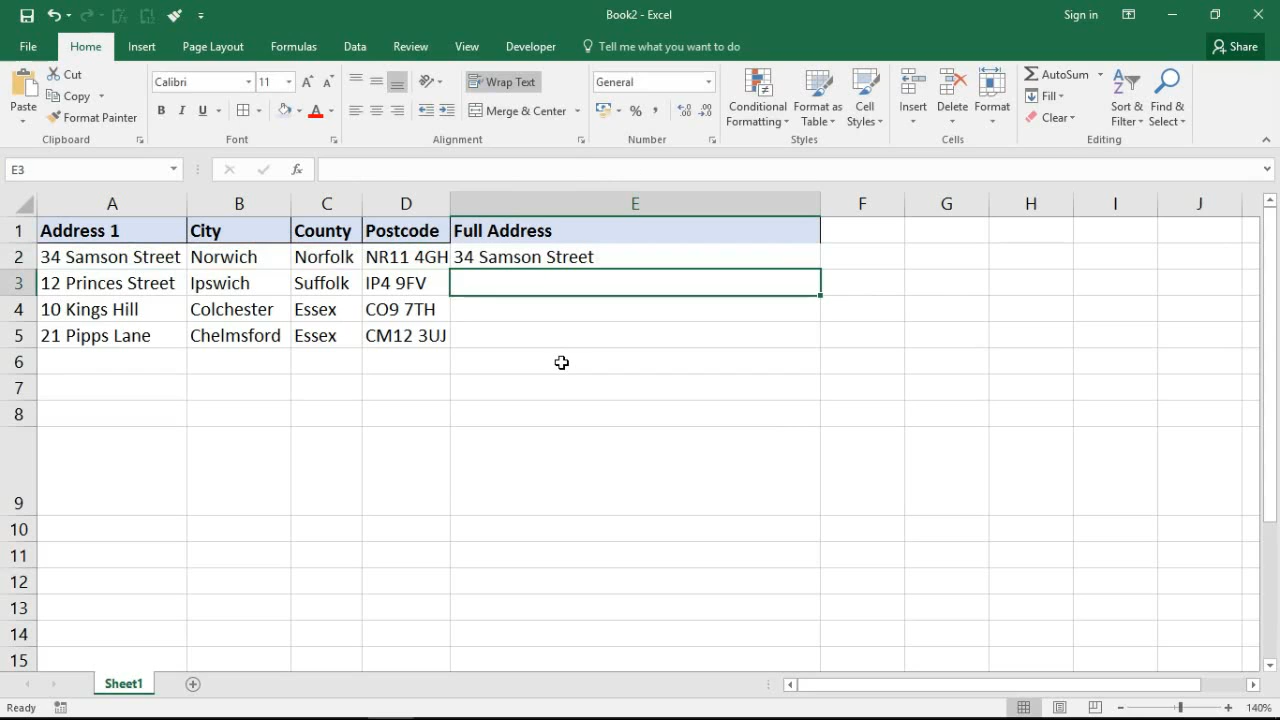 Book2 - Excel
Sign in
File Home Insert Page Layout Formulas Data Review View Developer Tell me what you want to do Share
Paste
Cut
Copy
Format Painter
Clipboard
Calibri 11
B I U A
Font
Wrap Text
Merge & Center
Alignment
General
% ,
Number
Conditional Formatting
Format as Table
Cell Styles
Styles
Insert
Delete
Format
Cells
AutoSum
Fill
Clear
Sort & Filter
Find & Select
Editing
E3 fx
A B C D E F G H I J
1 Address 1 City County Postcode Full Address
2 34 Samson Street Norwich Norfolk NR11 4GH 34 Samson Street
3 12 Princes Street Ipswich Suffolk IP4 9FV
4 10 Kings Hill Colchester Essex CO9 7TH
5 21 Pipps Lane Chelmsford Essex CM12 3UJ
6
7
8
9
10
11
12
13
14
15
Sheet1
Ready 140%